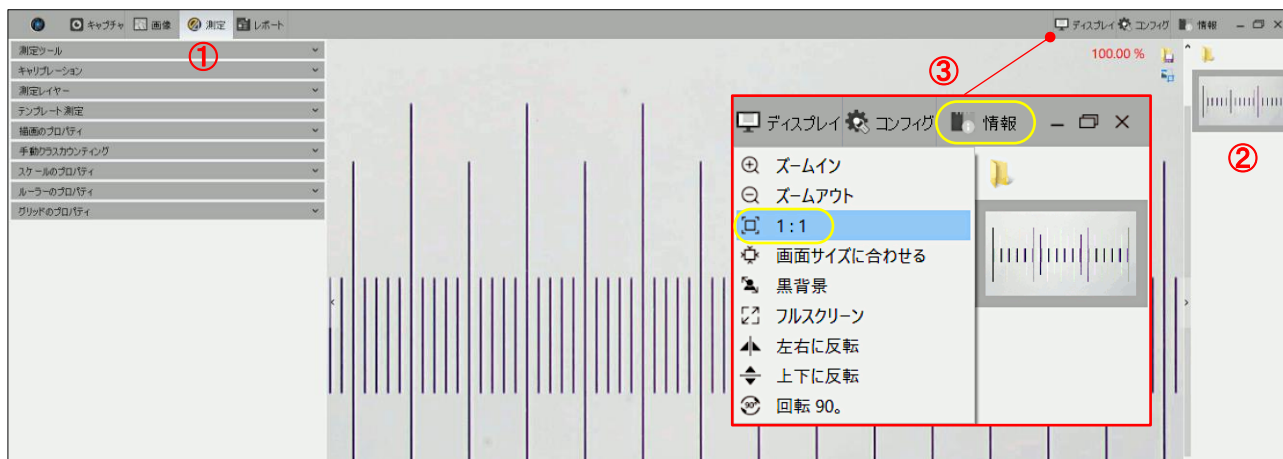 キャプチャ 画像 測定 レポート ディスプレイ コンフィグ 情報
測定ツール
キャリブレーション
測定レイヤー
テンプレート 測定
描画のプロパティ
手動クラスカウンティング
スケールのプロパティ
ルーラーのプロパティ
グリッドのプロパティ
①
100.00 %
②
③
ディスプレイ コンフィグ 情報
ズームイン
ズームアウト
1 : 1
画面サイズに合わせる
黒背景
フルスクリーン
左右に反転
上下に反転
90°
回転 90。